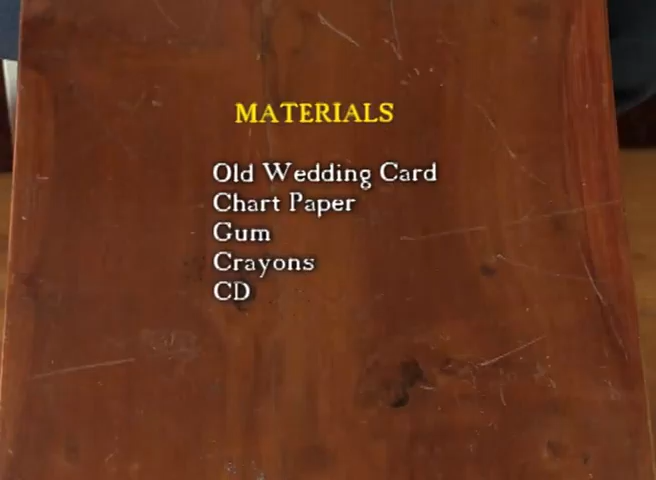 MATERIALS
Old Wedding Card
Chart Paper
Gum
Crayons
CD